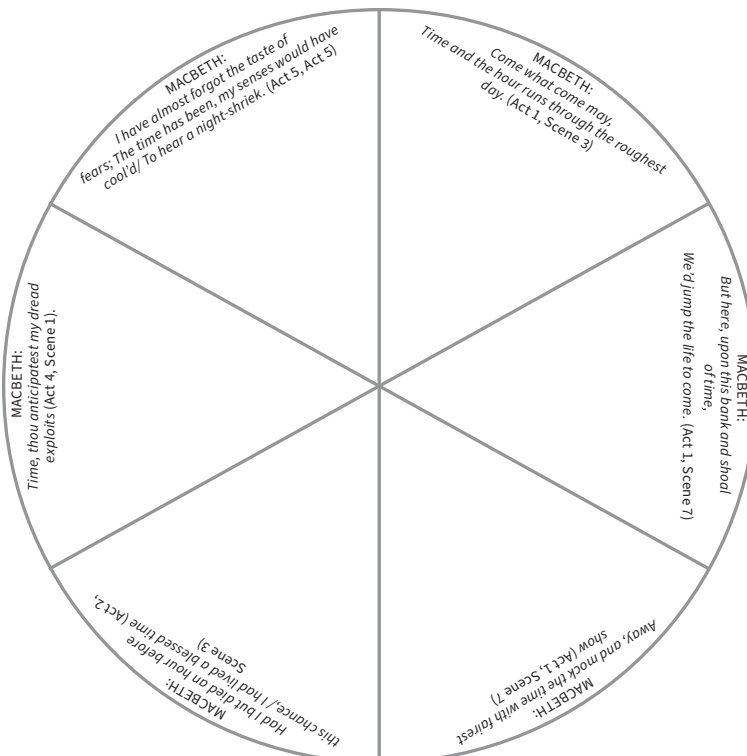 MACBETH:
Come what come may,
Time and the hour runs through the roughest
day. (Act 1, Scene 3)
MACBETH:
But here, upon this bank and shoal
of time,
We’d jump the life to come. (Act 1, Scene 7)
MACBETH:
Away, and mock the time with fairest
show (Act 1, Scene 7)
MACBETH:
Had I but died an hour before
this chance,/ I had lived a blessed time (Act 2,
Scene 3)
MACBETH:
Time, thou anticipatest my dread
exploits (Act 4, Scene 1).
MACBETH:
I have almost forgot the taste of
fears; The time has been, my senses would have
cool’d/ To hear a night-shriek. (Act 5, Act 5)